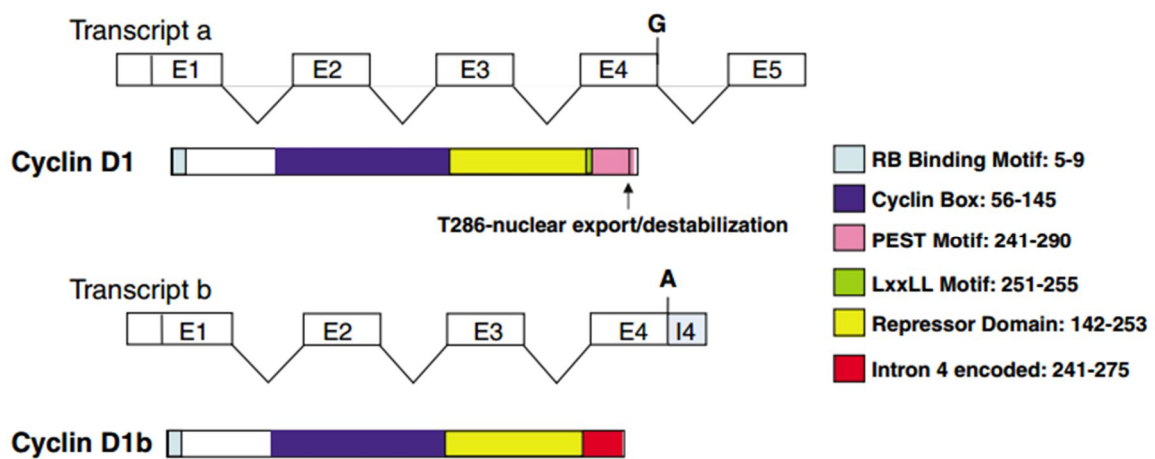 Transcript a
G
E1 E2 E3 E4 E5
Cyclin D1
T286-nuclear export/destabilization
RB Binding Motif: 5-9
Cyclin Box: 56-145
PEST Motif: 241-290
LxxLL Motif: 251-255
Repressor Domain: 142-253
Intron 4 encoded: 241-275
Transcript b
A
E1 E2 E3 E4 I4
Cyclin D1b